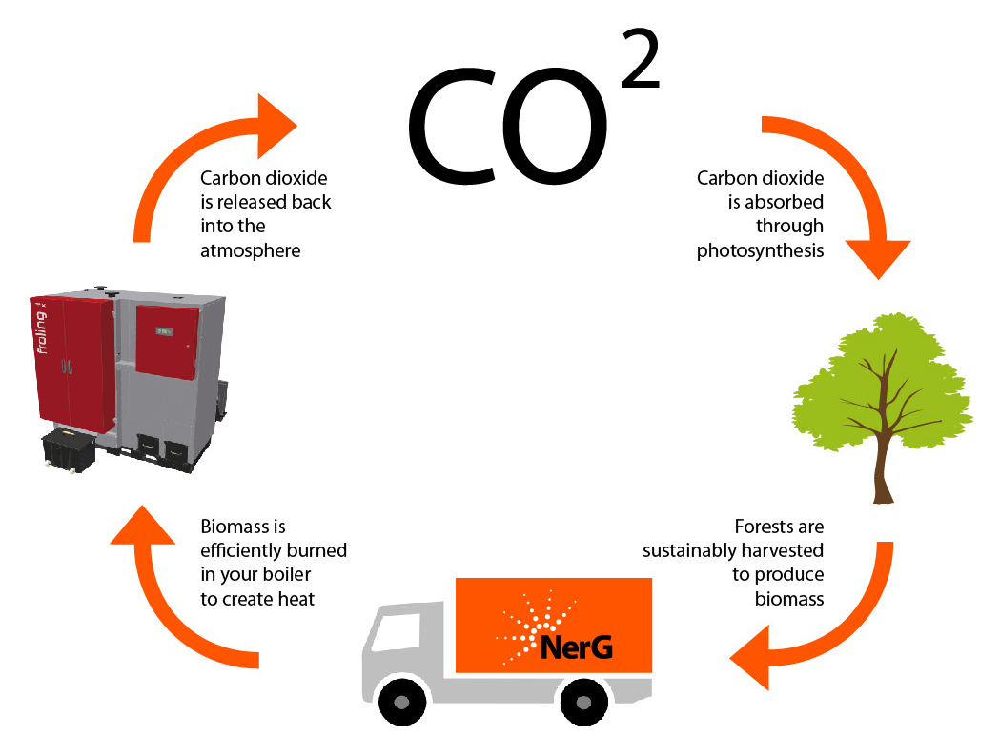 CO²
Carbon dioxide
is released back
into the
atmosphere
Carbon dioxide
is absorbed
through
photosynthesis
froling
Biomass is
efficiently burned
in your boiler
to create heat
Forests are
sustainably harvested
to produce
biomass
NerG